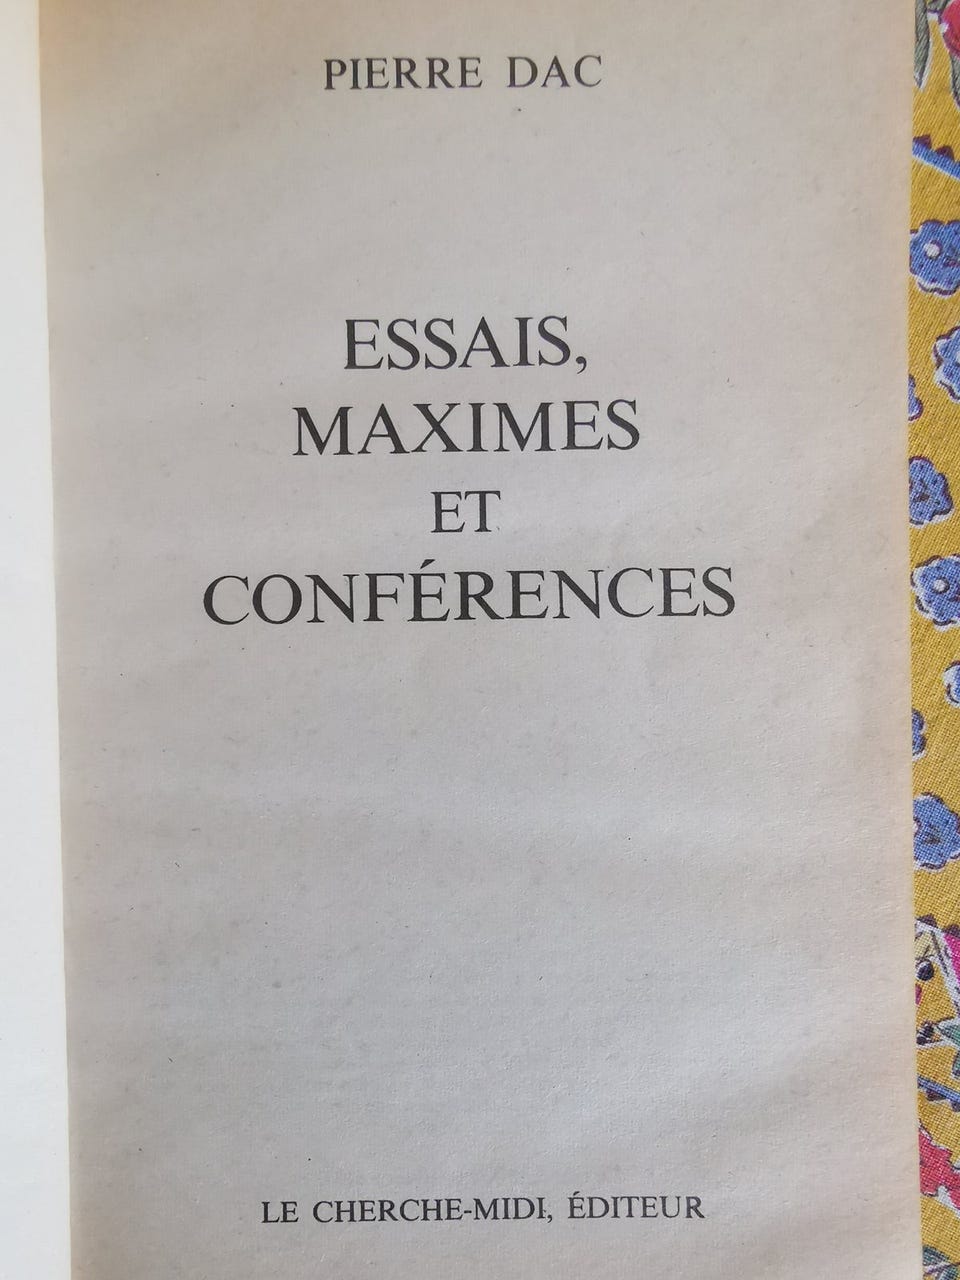 PIERRE DAC
ESSAIS,
MAXIMES
ET
CONFÉRENCES
LE CHERCHE-MIDI, ÉDITEUR